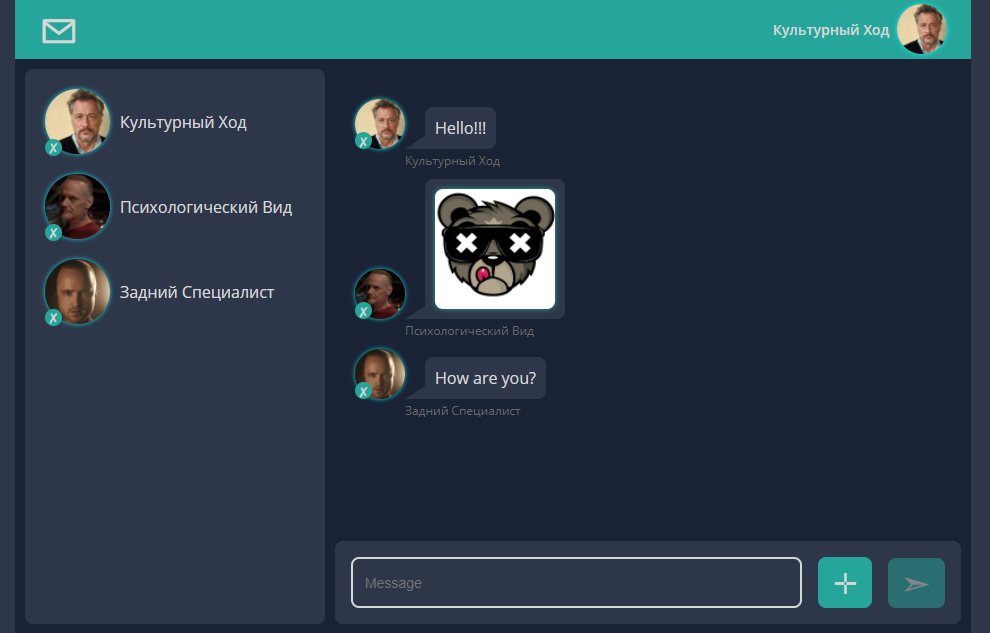 Культурный Ход
Культурный Ход
X
Психологический Вид
X
Задний Специалист
X
Hello!!!
X
Культурный Ход
X
Психологический Вид
How are you?
X
Задний Специалист
Message